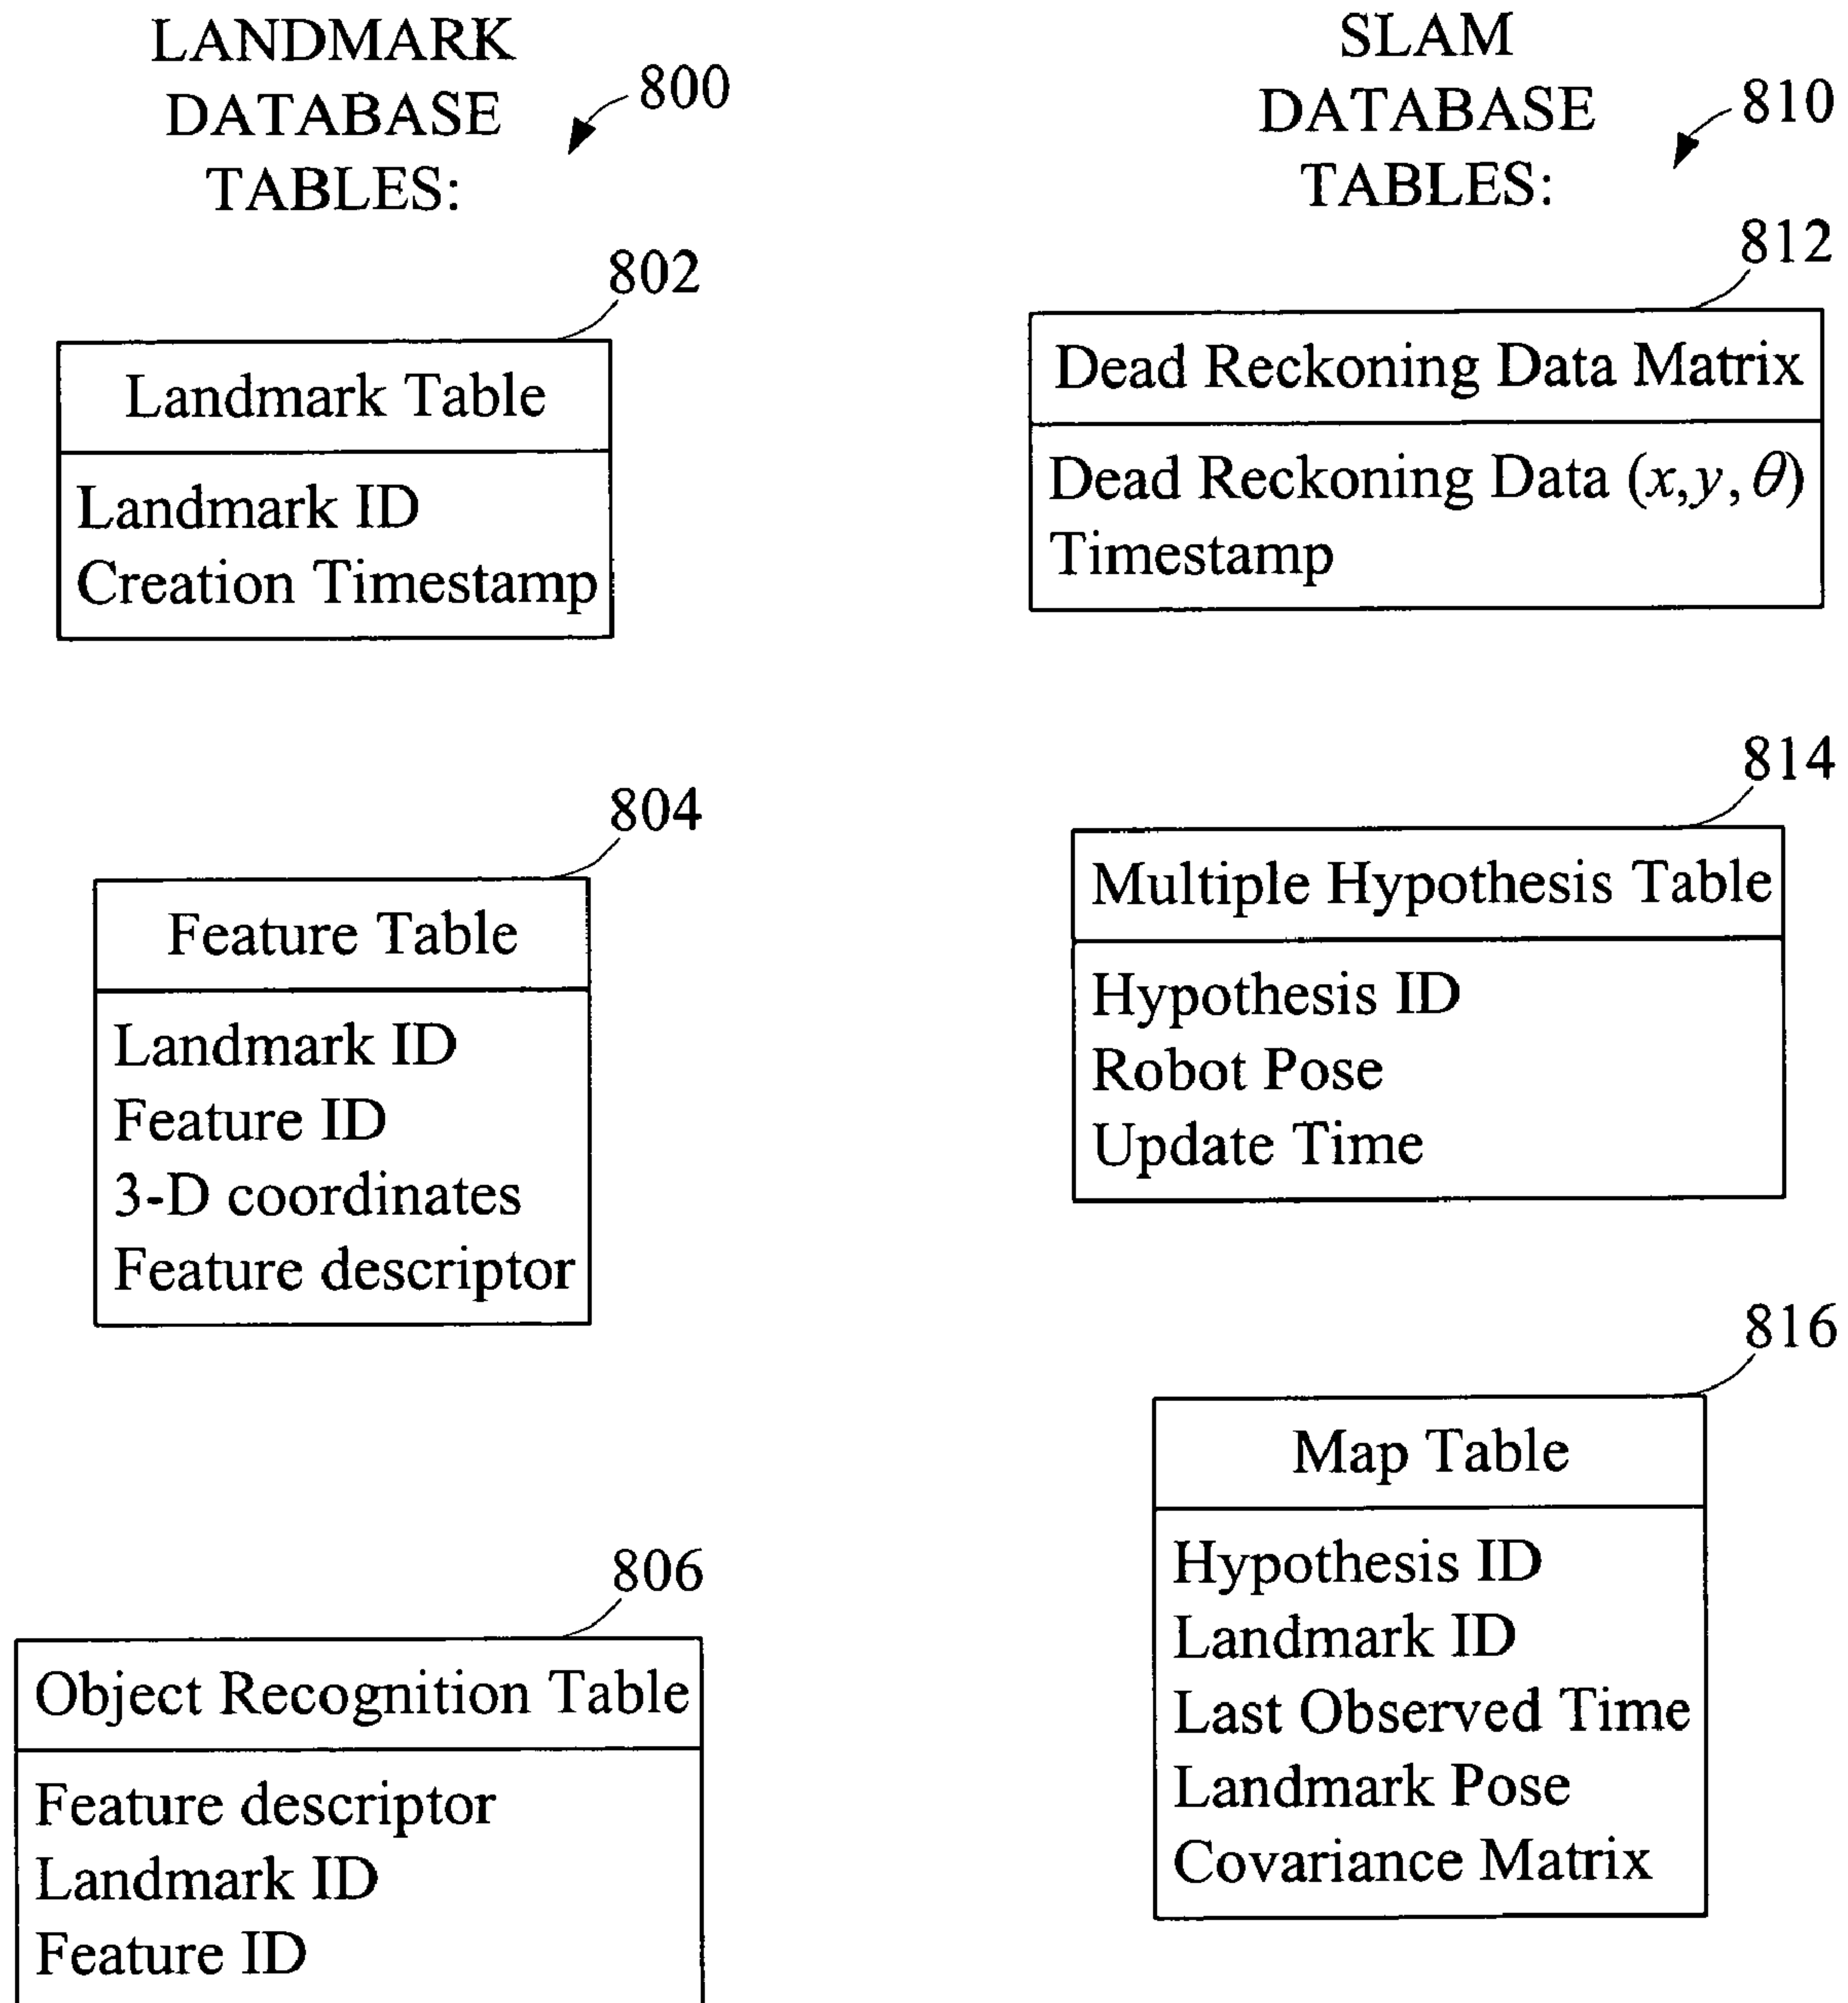 LANDMARK
DATABASE
TABLES:
800
802
Landmark Table
Landmark ID
Creation Timestamp
804
Feature Table
Landmark ID
Feature ID
3-D coordinates
Feature descriptor
806
Object Recognition Table
Feature descriptor
Landmark ID
Feature ID
SLAM
DATABASE
TABLES:
810
812
Dead Reckoning Data Matrix
Dead Reckoning Data (x,y, θ)
Timestamp
814
Multiple Hypothesis Table
Hypothesis ID
Robot Pose
Update Time
816
Map Table
Hypothesis ID
Landmark ID
Last Observed Time
Landmark Pose
Covariance Matrix